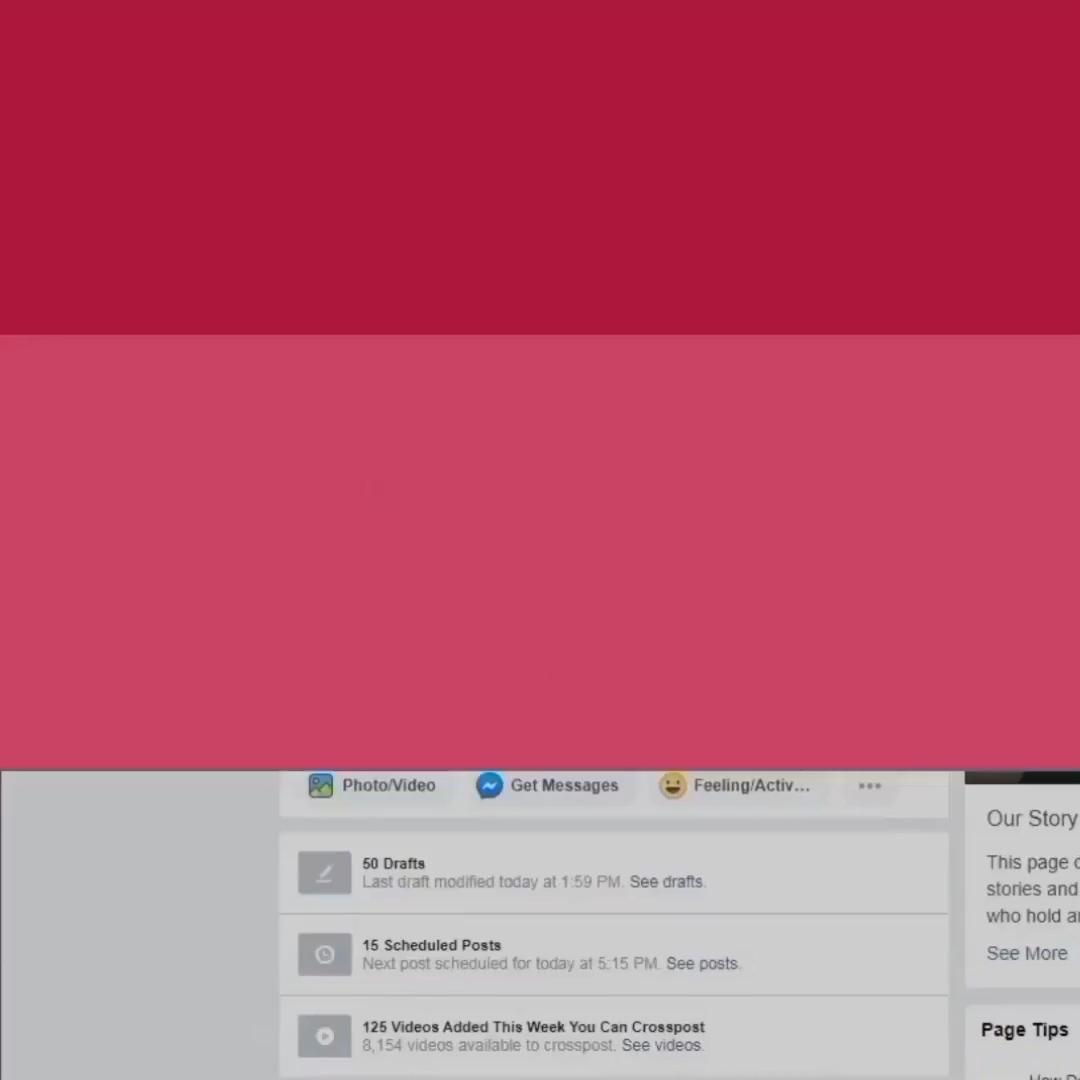 Photo/Video
Get Messages
Feeling/Activ...
50 Drafts
Last draft modified today at 1:59 PM. See drafts.
15 Scheduled Posts
Next post scheduled for today at 5:15 PM. See posts.
125 Videos Added This Week You Can Crosspost
8,154 videos available to crosspost. See videos.
Our Story
This page
stories and
who hold
See More
Page Tips